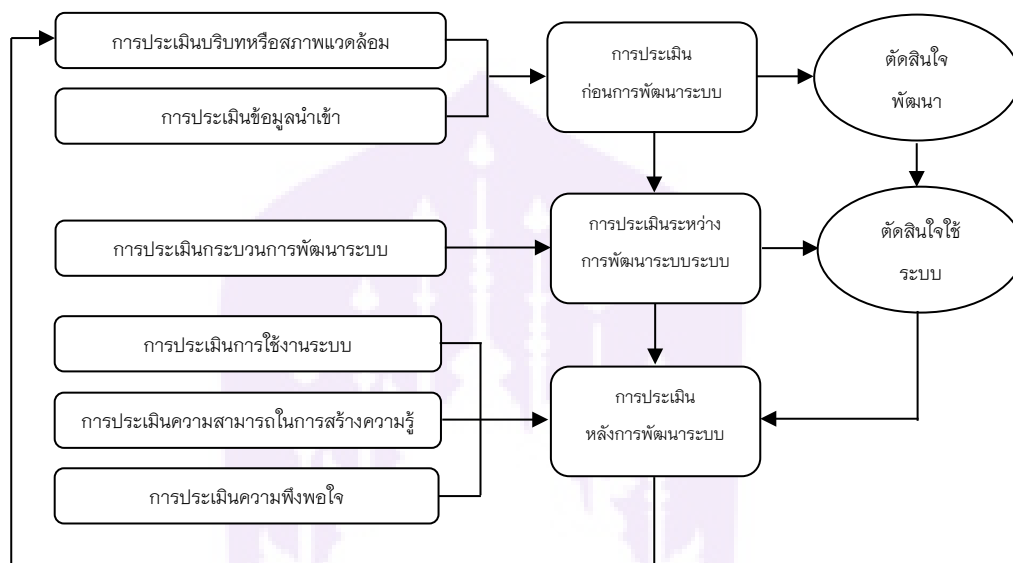 การประเมินบริบทหรือสภาพแวดล้อม
การประเมินข้อมูลนำเข้า
การประเมิน
ก่อนการพัฒนาระบบ
ตัดสินใจ
พัฒนา
การประเมินกระบวนการพัฒนาระบบ
การประเมินระหว่าง
การพัฒนาระบบระบบ
ตัดสินใจใช้
ระบบ
การประเมินการใช้งานระบบ
การประเมินความสามารถในการสร้างความรู้
การประเมินความพึงพอใจ
การประเมิน
หลังการพัฒนาระบบ